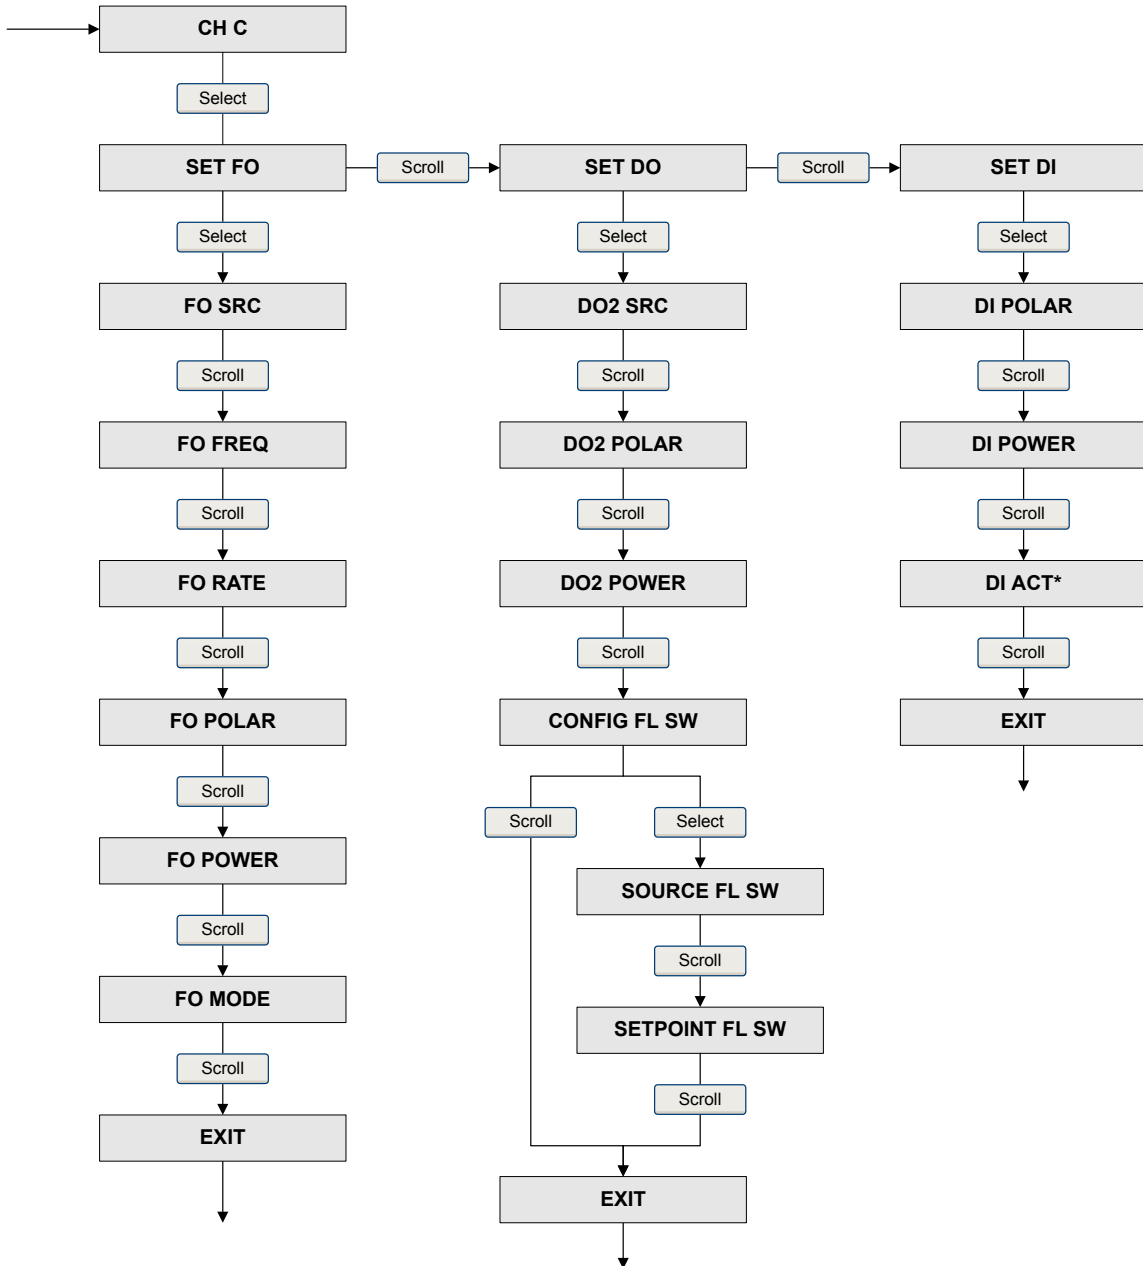 CH C
Select
SET FO
Scroll
SET DO
Scroll
SET DI
Select
Select
Select
FO SRC
DO2 SRC
DI POLAR
Scroll
Scroll
Scroll
FO FREQ
DO2 POLAR
DI POWER
Scroll
Scroll
Scroll
FO RATE
DO2 POWER
DI ACT*
Scroll
Scroll
Scroll
FO POLAR
CONFIG FL SW
EXIT
Scroll
Scroll
Select
FO POWER
SOURCE FL SW
Scroll
Scroll
FO MODE
SETPOINT FL SW
Scroll
Scroll
EXIT
EXIT